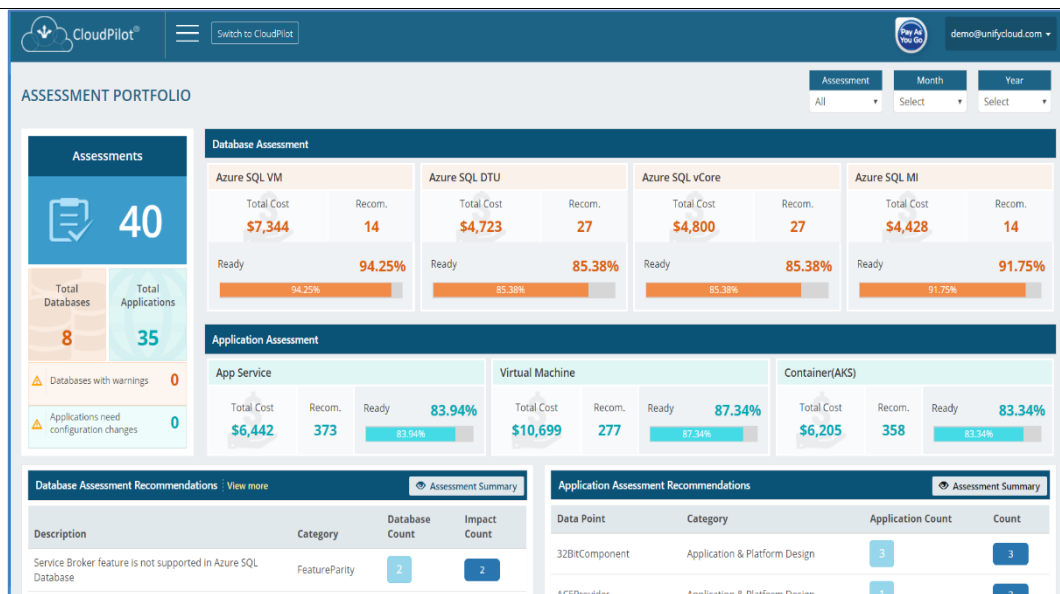 CloudPilot®
Switch to CloudPilot
Pay As
You Go
demo@unifycloud.com
ASSESSMENT PORTFOLIO
Assessment
Month
Year
All
Select
Select
Assessments
40
Total
Databases
8
Total
Applications
35
Databases with warnings 0
Applications need
configuration changes 0
Database Assessment
Azure SQL VM
Total Cost Recom.
$7,344 14
Ready 94.25%
94.25%
Azure SQL DTU
Total Cost Recom.
$4,723 27
Ready 85.38%
85.38%
Azure SQL vCore
Total Cost Recom.
$4,800 27
Ready 85.38%
85.38%
Azure SQL MI
Total Cost Recom.
$4,428 14
Ready 91.75%
91.75%
Application Assessment
App Service
Total Cost Recom. Ready 83.94%
$6,442 373 83.94%
Virtual Machine
Total Cost Recom. Ready 87.34%
$10,699 277 87.34%
Container(AKS)
Total Cost Recom. Ready 83.34%
$6,205 358 83.34%
Database Assessment Recommendations View more Assessment Summary
Description Category Database Count Impact Count
Service Broker feature is not supported in Azure SQL
Database FeatureParity 2 2
Application Assessment Recommendations Assessment Summary
Data Point Category Application Count Count
32BitComponent Application & Platform Design 3 3